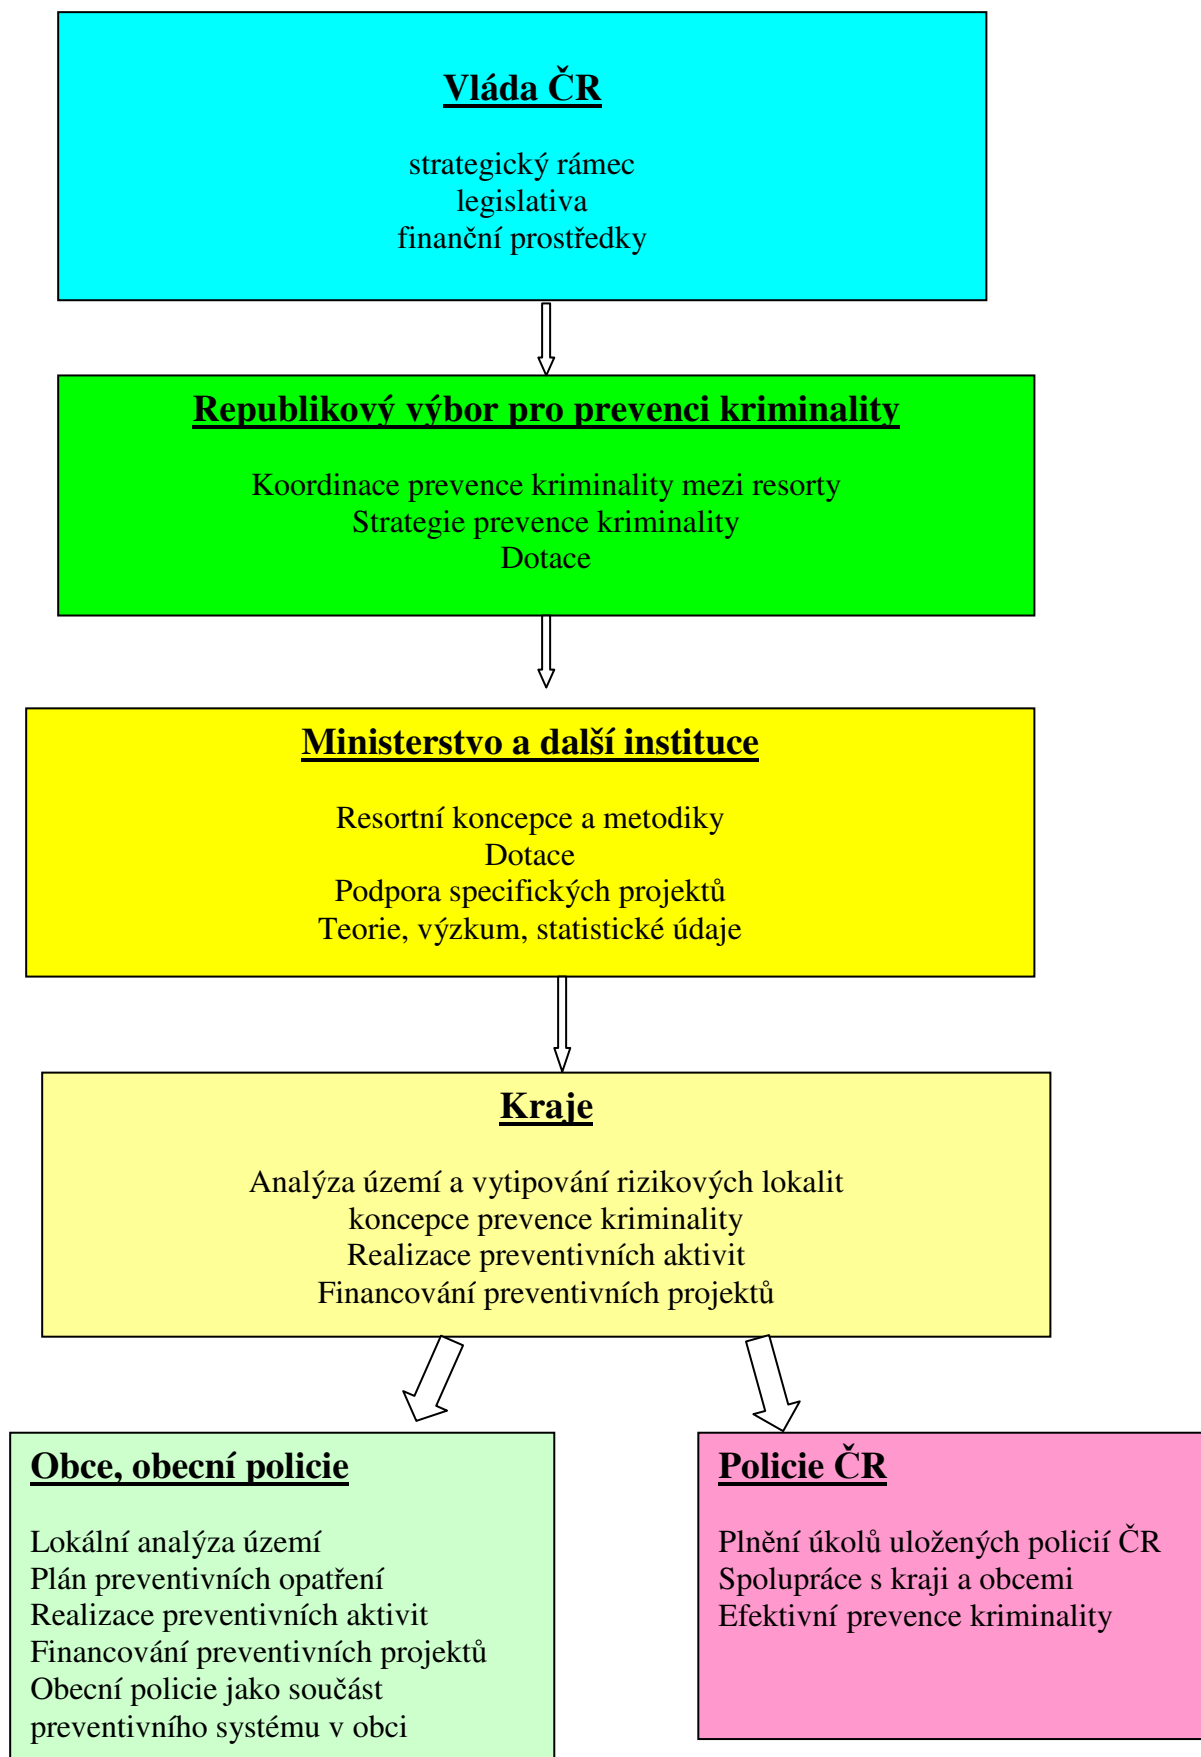 Vláda ČR
strategický rámec
legislativa
finanční prostředky
Republikový výbor pro prevenci kriminality
Koordinace prevence kriminality mezi resorty
Strategie prevence kriminality
Dotace
Ministerstvo a další instituce
Resortní koncepce a metodiky
Dotace
Podpora specifických projektů
Teorie, výzkum, statistické údaje
Kraje
Analýza území a vytipování rizikových lokalit
koncepce prevence kriminality
Realizace preventivních aktivit
Financování preventivních projektů
Obce, obecní policie
Lokální analýza území
Plán preventivních opatření
Realizace preventivních aktivit
Financování preventivních projektů
Obecní policie jako součást
preventivního systému v obci
Policie ČR
Plnění úkolů uložených policií ČR
Spolupráce s kraji a obcemi
Efektivní prevence kriminality